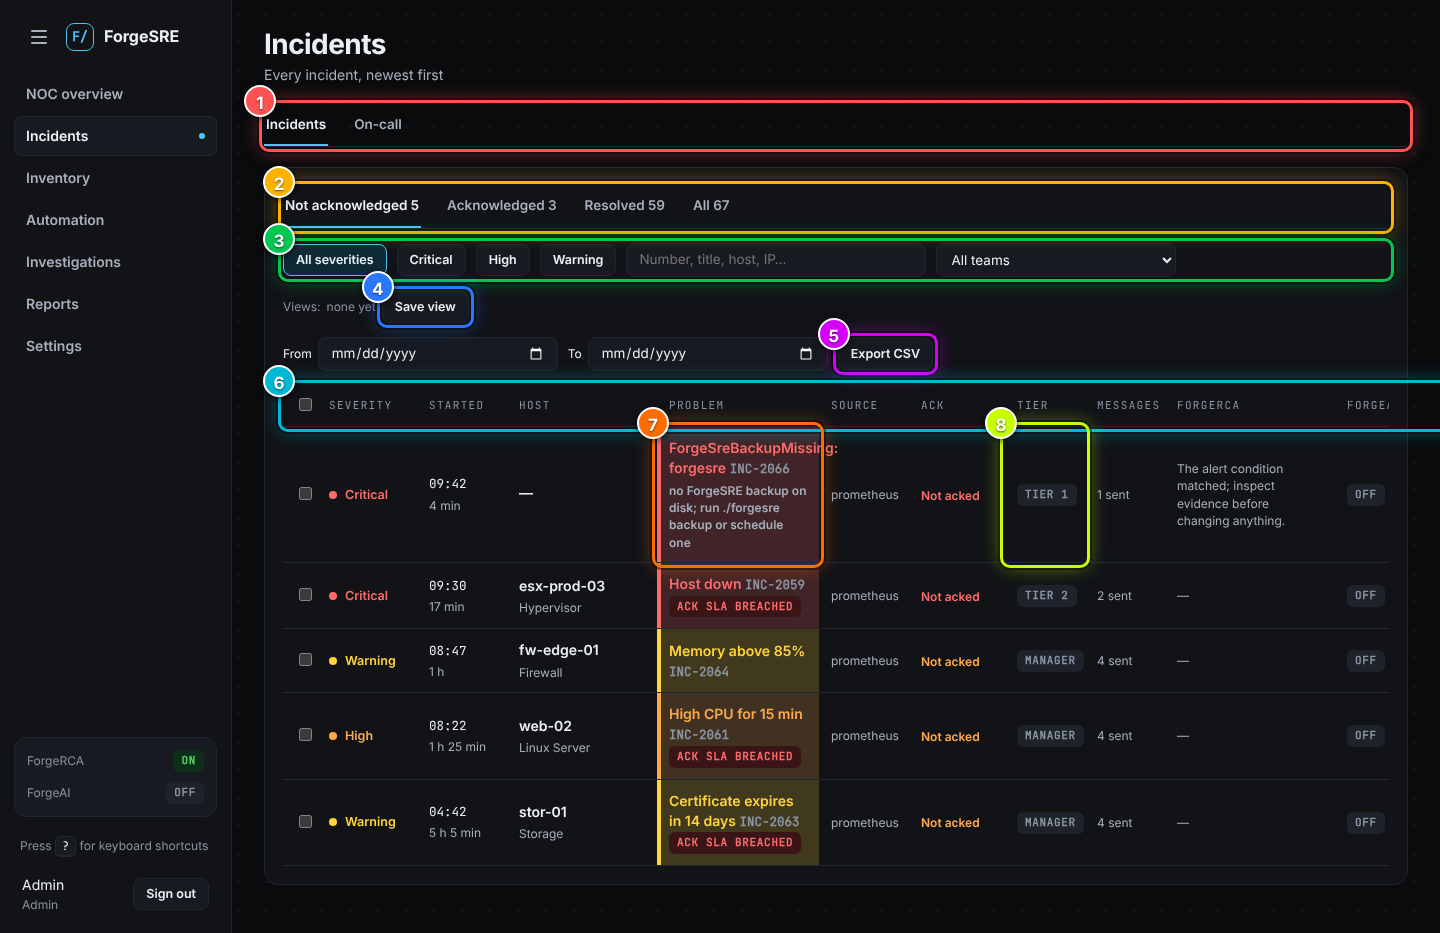 F/ ForgeSRE
NOC overview
Incidents
Inventory
Automation
Investigations
Reports
Settings
ForgeRCA ON
ForgeAI OFF
Press ? for keyboard shortcuts
Admin
Admin
Sign out
Incidents
Every incident, newest first
1
Incidents On-call
2
Not acknowledged 5 Acknowledged 3 Resolved 59 All 67
3
All severities Critical High Warning Number, title, host, IP... All teams
4
Views: none yet Save view
5
From mm/dd/yyyy To mm/dd/yyyy Export CSV
6
SEVERITY STARTED HOST PROBLEM SOURCE ACK TIER MESSAGES FORGERCA
7
8
ForgeSreBackupMissing:
forgesre INC-2066
no ForgeSRE backup on
disk; run ./forgesre
backup or schedule
one
Critical
09:42
4 min
—
prometheus
Not acked
TIER 1
1 sent
The alert condition
matched; inspect
evidence before
changing anything.
OFF
Critical
09:30
17 min
esx-prod-03
Hypervisor
Host down INC-2059
ACK SLA BREACHED
prometheus
Not acked
TIER 2
2 sent
—
OFF
Warning
08:47
1 h
fw-edge-01
Firewall
Memory above 85%
INC-2064
prometheus
Not acked
MANAGER
4 sent
—
OFF
High
08:22
1 h 25 min
web-02
Linux Server
High CPU for 15 min
INC-2061
ACK SLA BREACHED
prometheus
Not acked
MANAGER
4 sent
—
OFF
Warning
04:42
5 h 5 min
stor-01
Storage
Certificate expires
in 14 days INC-2063
ACK SLA BREACHED
prometheus
Not acked
MANAGER
4 sent
—
OFF